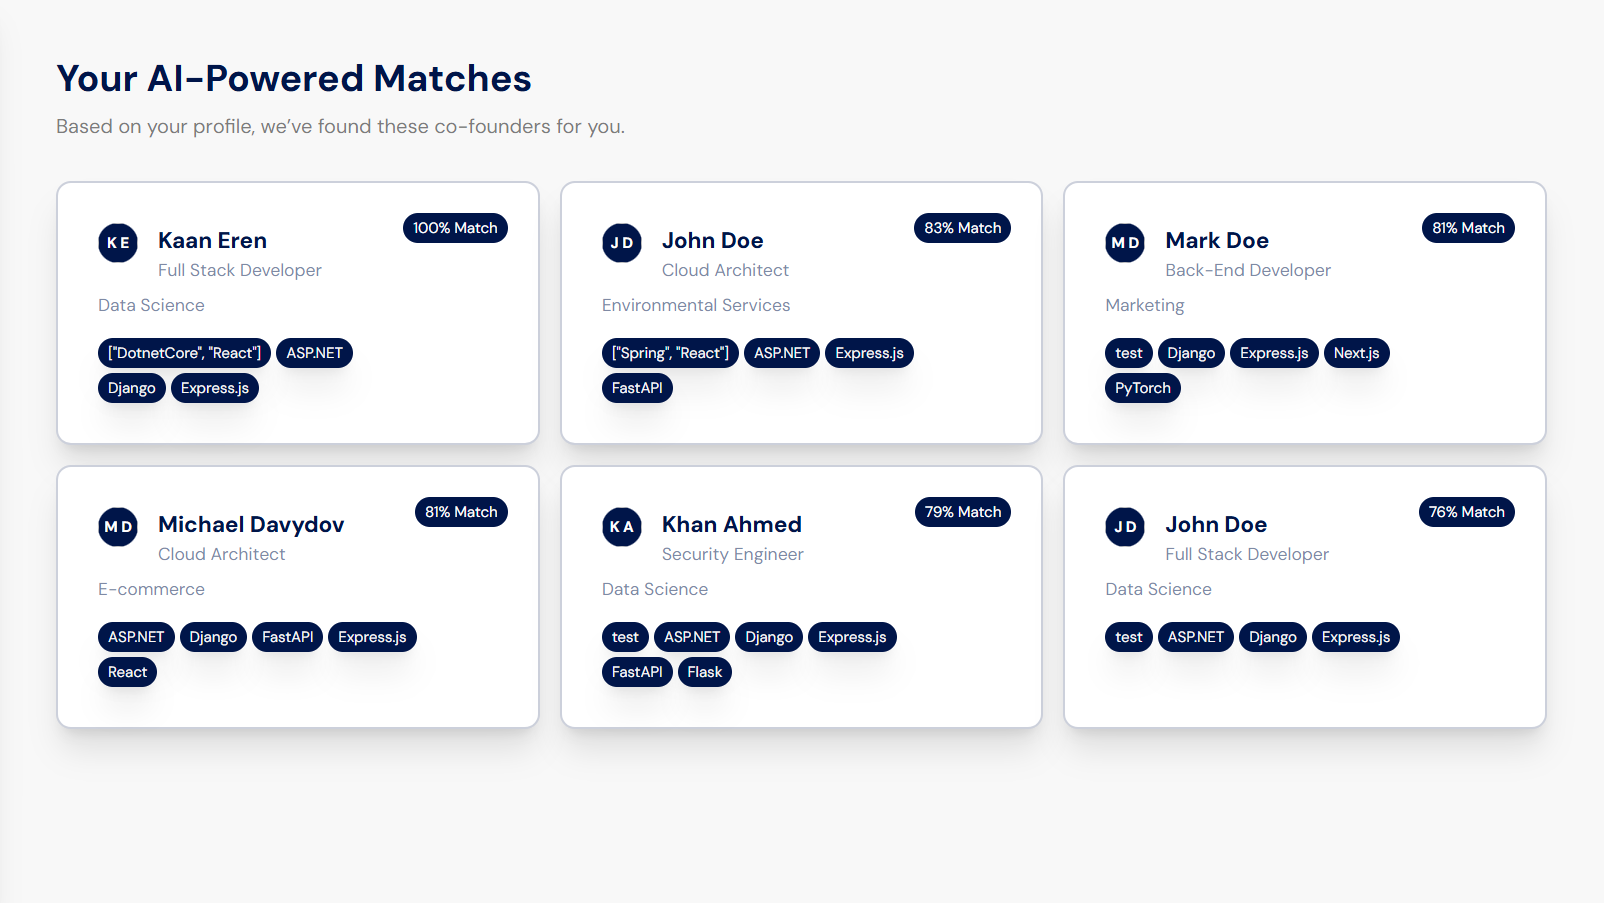 Your AI-Powered Matches
Based on your profile, we've found these co-founders for you.
KE
Kaan Eren
100% Match
Full Stack Developer
Data Science
["DotnetCore", "React"] ASP.NET
Django Express.js
JD
John Doe
83% Match
Cloud Architect
Environmental Services
["Spring", "React"] ASP.NET Express.js
FastAPI
MD
Mark Doe
81% Match
Back-End Developer
Marketing
test Django Express.js Next.js
PyTorch
MD
Michael Davydov
81% Match
Cloud Architect
E-commerce
ASP.NET Django FastAPI Express.js
React
KA
Khan Ahmed
79% Match
Security Engineer
Data Science
test ASP.NET Django Express.js
FastAPI Flask
JD
John Doe
76% Match
Full Stack Developer
Data Science
test ASP.NET Django Express.js